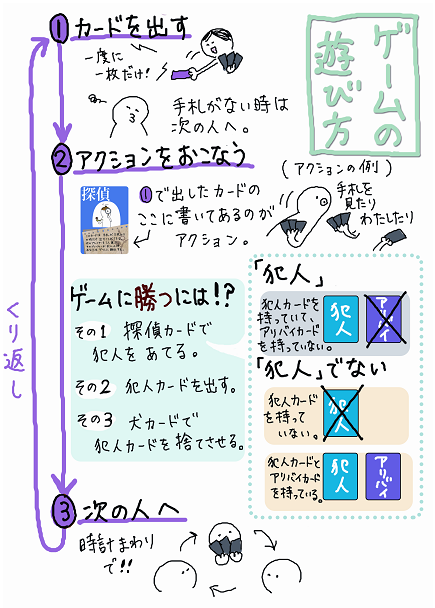 ゲームの
遊び方
① カードを出す
一度に
一枚だけ!
手札がない時は
次の人へ。
② アクションをおこなう
(アクションの例)
手札を
見たり
わたしたり
探偵
①で出したカードの
ここに書いてあるのが
アクション。
ゲームに勝つには!?
その1 探偵カードで
犯人をあてる。
その2 犯人カードを出す。
その3 犬カードで
犯人カードを捨てさせる。
「犯人」
犯人カードを
持っていて、
アリバイカード
を持っていない。
犯人
アリバイ
「犯人」でない
犯人カード
を持って
いない。
犯人
犯人カードと
アリバイカード
を持っている。
犯人
アリバイ
くり返し
③ 次の人へ
時計まわり
で!!